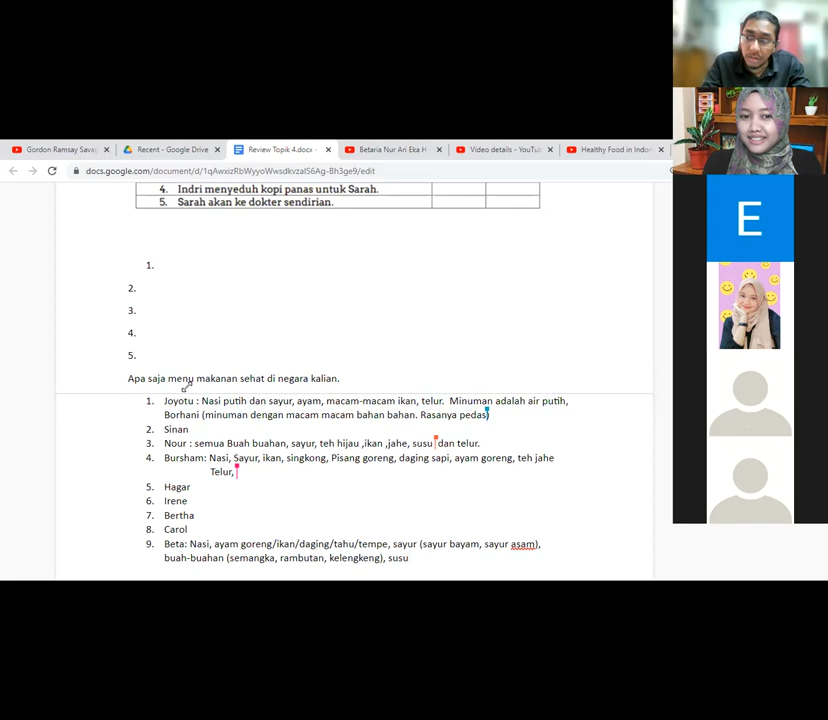 Gordon Ramsay Sava
Recent - Google Drive
Review Topik 4.docx -
Betaria Nur Ari Eka H
Video details - YouTu
Healthy Food in Indon
docs.google.com/document/d/1qAwxizRbWyyoWwsdkvzaIS6Ag-Bh3ge9/edit
4. Indri menyeduh kopi panas untuk Sarah.
5. Sarah akan ke dokter sendirian.
1.
2.
3.
4.
5.
Apa saja menu makanan sehat di negara kalian.
1. Joyotu : Nasi putih dan sayur, ayam, macam-macam ikan, telur. Minuman adalah air putih,
Borhani (minuman dengan macam macam bahan bahan. Rasanya pedas)
2. Sinan
3. Nour : semua Buah buahan, sayur, teh hijau ,ikan ,jahe, susu dan telur.
4. Bursham: Nasi, Sayur, ikan, singkong, Pisang goreng, daging sapi, ayam goreng, teh jahe
Telur,
5. Hagar
6. Irene
7. Bertha
8. Carol
9. Beta: Nasi, ayam goreng/ikan/daging/tahu/tempe, sayur (sayur bayam, sayur asam),
buah-buahan (semangka, rambutan, kelengkeng), susu
E